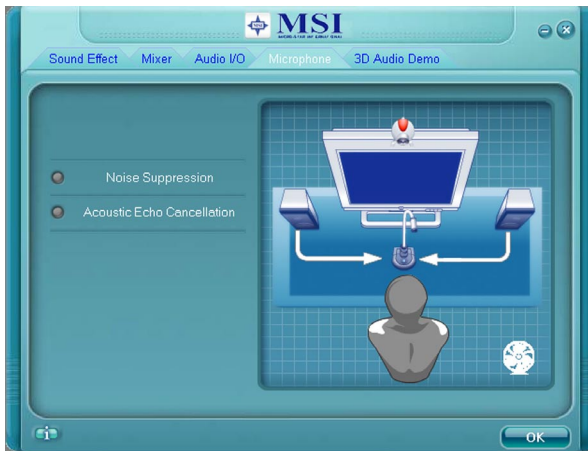 MSI
Sound Effect
Mixer
Audio I/O
Microphone
3D Audio Demo
Noise Suppression
Acoustic Echo Cancellation
i
OK